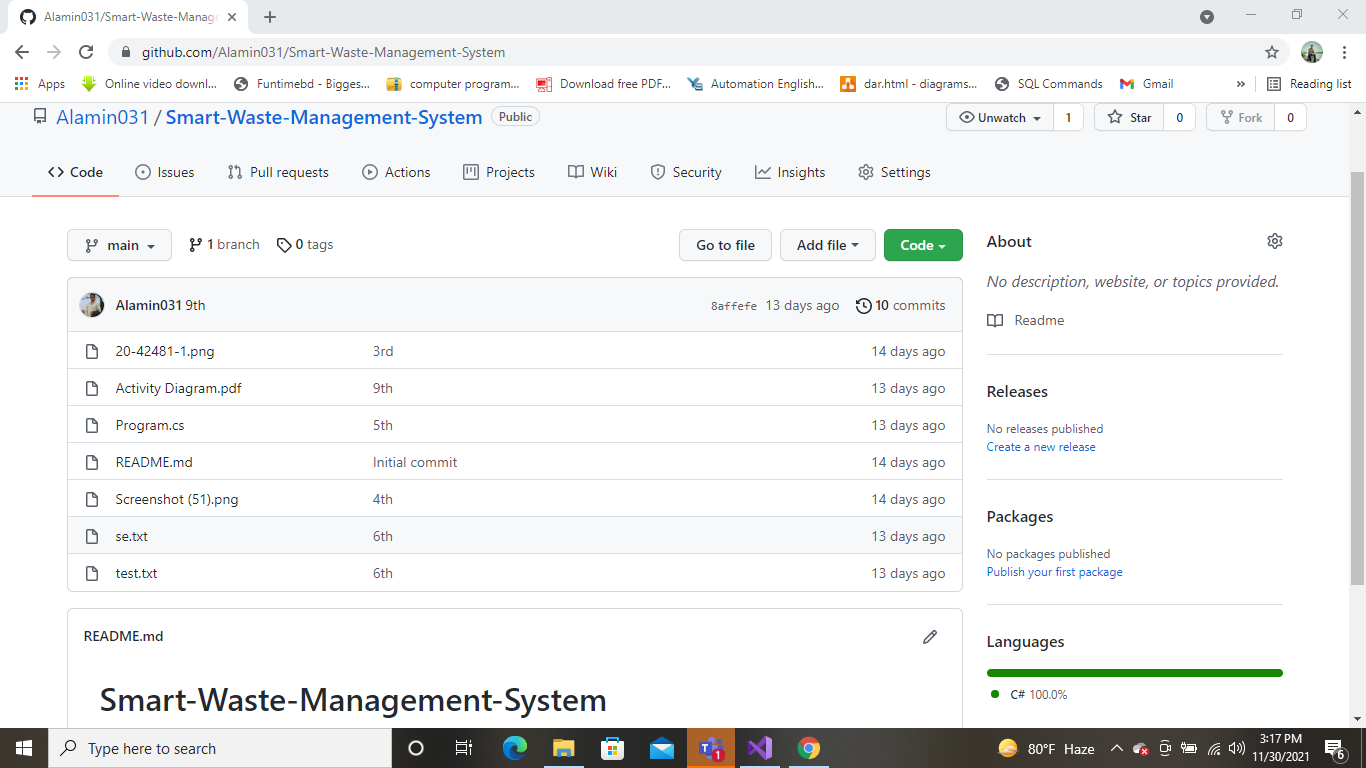 Alamin031/Smart-Waste-Manage
github.com/Alamin031/Smart-Waste-Management-System
Apps Online video downl... Funtimebd - Bigges... computer program... Download free PDF... Automation English... dar.html - diagrams... SQL Commands Gmail » Reading list
Alamin031 / Smart-Waste-Management-System Public Unwatch 1 Star 0 Fork 0
Code Issues Pull requests Actions Projects Wiki Security Insights Settings
main 1 branch 0 tags Go to file Add file Code
Alamin031 9th 8affefe 13 days ago 10 commits
20-42481-1.png 3rd 14 days ago
Activity Diagram.pdf 9th 13 days ago
Program.cs 5th 13 days ago
README.md Initial commit 14 days ago
Screenshot (51).png 4th 14 days ago
se.txt 6th 13 days ago
test.txt 6th 13 days ago
README.md
Smart-Waste-Management-System
About
No description, website, or topics provided.
Readme
Releases
No releases published
Create a new release
Packages
No packages published
Publish your first package
Languages
C# 100.0%
Type here to search 1 80°F Haze 3:17 PM
11/30/2021 6